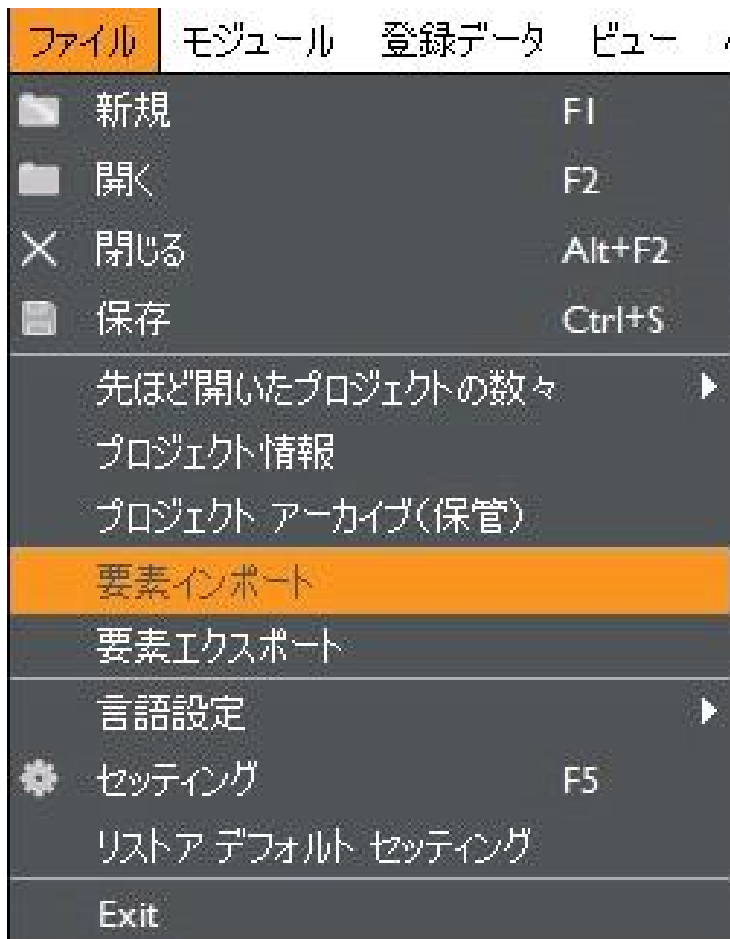 ファイル モジュール 登録データ ビュー
新規 F1
開く F2
閉じる Alt+F2
保存 Ctrl+S
先ほど開いたプロジェクトの数々
プロジェクト情報
プロジェクト アーカイブ(保管)
要素インポート
要素エクスポート
言語設定
セッティング F5
リストア デフォルト セッティング
Exit